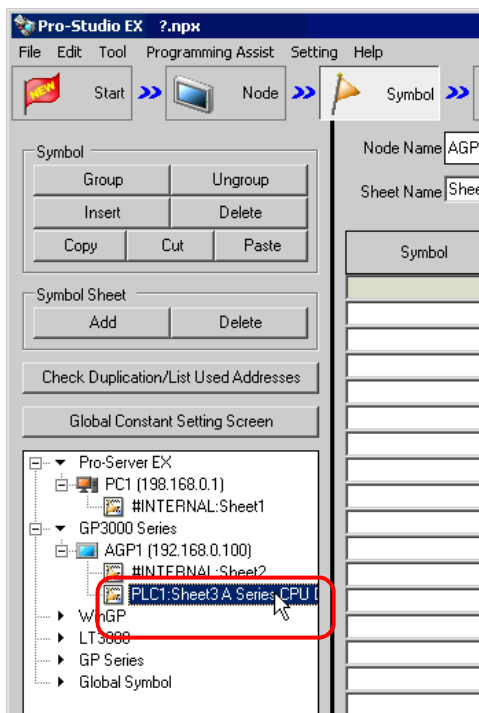 Pro-Studio EX ?.npx
File Edit Tool Programming Assist Setting Help
NEW Start Node Symbol
Symbol
Group Ungroup
Insert Delete
Copy Cut Paste
Symbol Sheet
Add Delete
Check Duplication/List Used Addresses
Global Constant Setting Screen
Pro-Server EX
PC1 (198.168.0.1)
#INTERNAL:Sheet1
GP3000 Series
AGP1 (192.168.0.100)
#INTERNAL:Sheet2
PLC1:Sheet3 A Series CPU D
WinGP
LT3000
GP Series
Global Symbol
Node Name AGP
Sheet Name Shee
Symbol